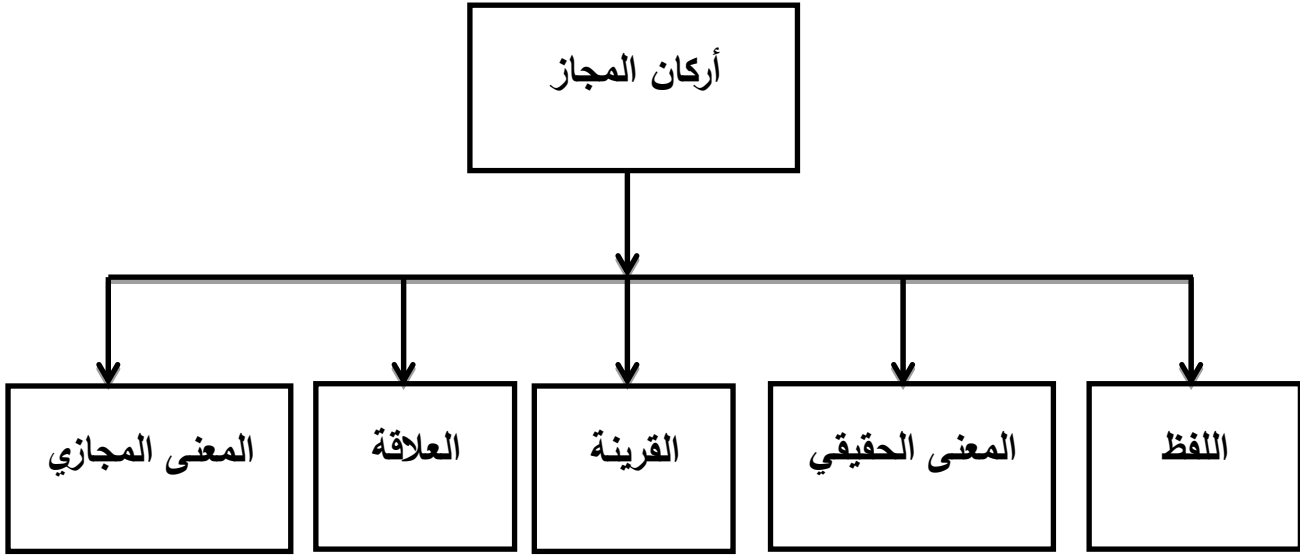 أركان المجاز
اللفظ
المعنى الحقيقي
القرينة
العلاقة
المعنى المجازي